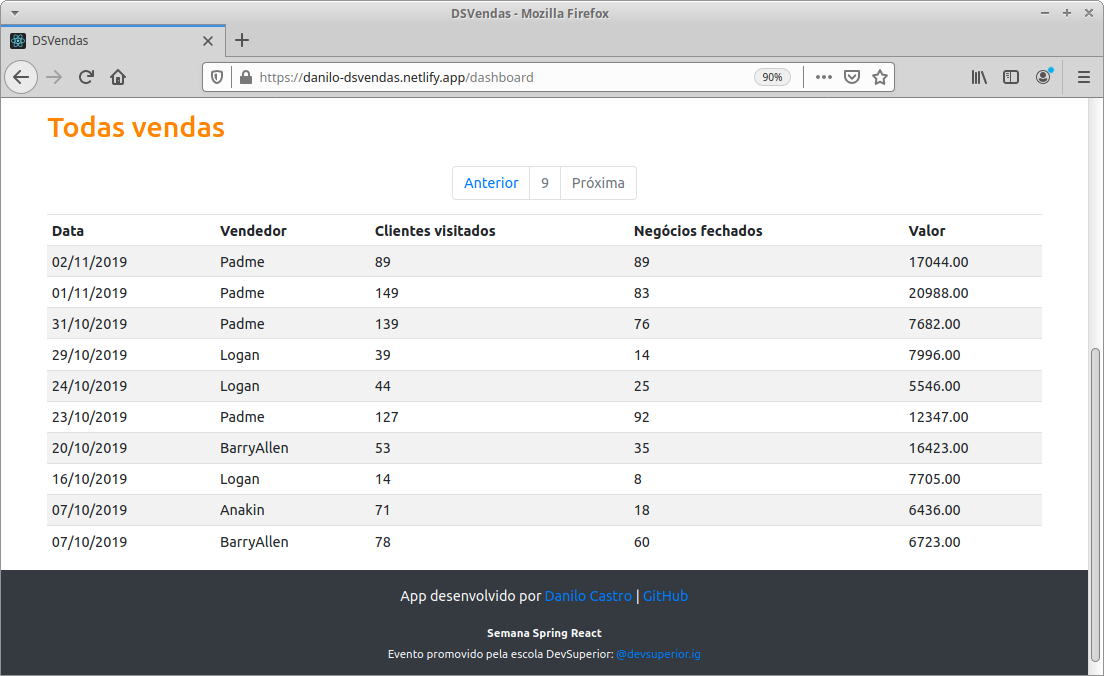 DSVendas - Mozilla Firefox
DSVendas
https://danilo-dsvendas.netlify.app/dashboard 90%
Todas vendas
Anterior 9 Próxima
Data Vendedor Clientes visitados Negócios fechados Valor
02/11/2019 Padme 89 89 17044.00
01/11/2019 Padme 149 83 20988.00
31/10/2019 Padme 139 76 7682.00
29/10/2019 Logan 39 14 7996.00
24/10/2019 Logan 44 25 5546.00
23/10/2019 Padme 127 92 12347.00
20/10/2019 BarryAllen 53 35 16423.00
16/10/2019 Logan 14 8 7705.00
07/10/2019 Anakin 71 18 6436.00
07/10/2019 BarryAllen 78 60 6723.00
App desenvolvido por Danilo Castro | GitHub
Semana Spring React
Evento promovido pela escola DevSuperior: @devsuperior.ig